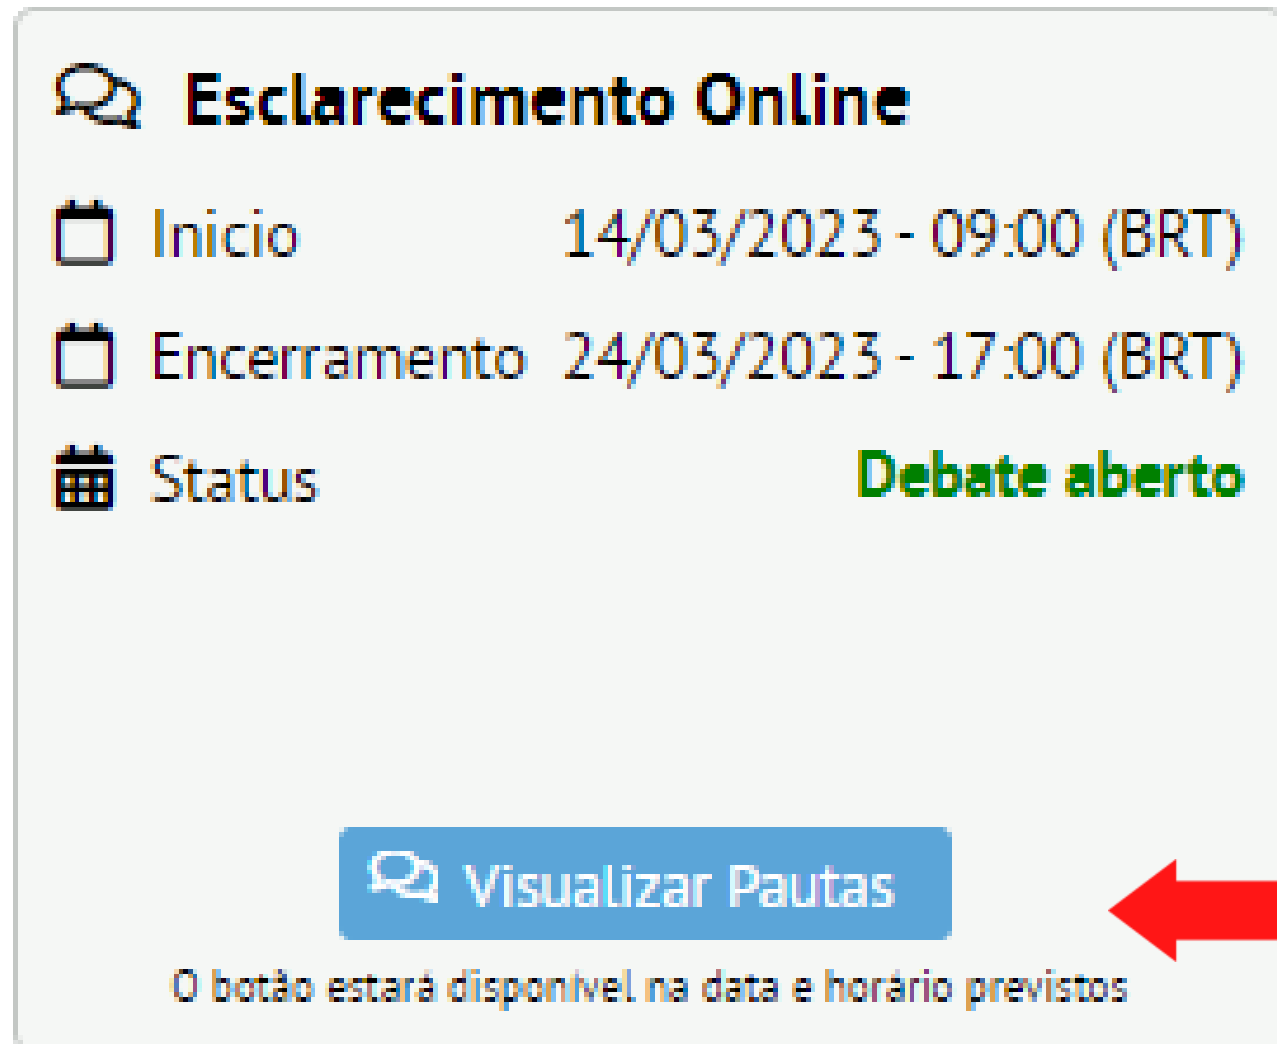 Esclarecimento Online
Inicio 14/03/2023 - 09:00 (BRT)
Encerramento 24/03/2023 - 17:00 (BRT)
Status Debate aberto
Visualizar Pautas
O botão estará disponível na data e horário previstos